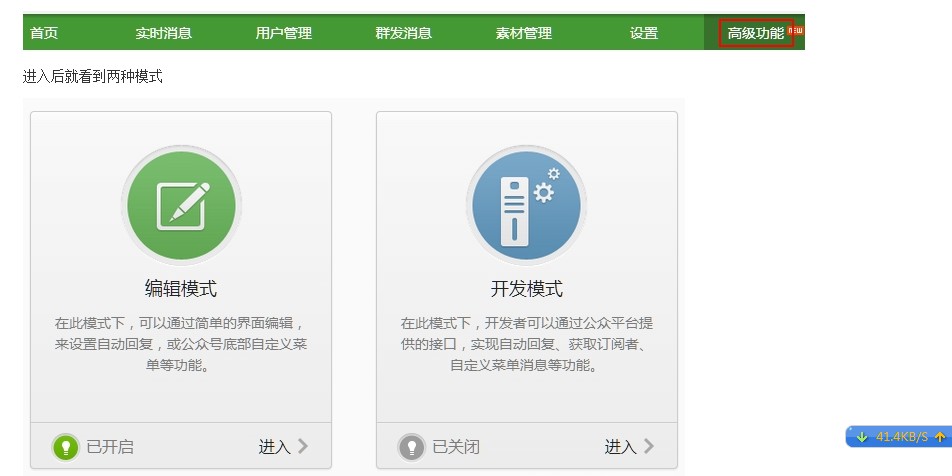 首页 实时消息 用户管理 群发消息 素材管理 设置 高级功能 NEW
进入后就看到两种模式
编辑模式
在此模式下，可以通过简单的界面编辑，
来设置自动回复，或公众号底部自定义菜
单等功能。
已开启 进入
开发模式
在此模式下，开发者可以通过公众平台提
供的接口，实现自动回复、获取订阅者、
自定义菜单消息等功能。
已关闭 进入
41.4KB/S